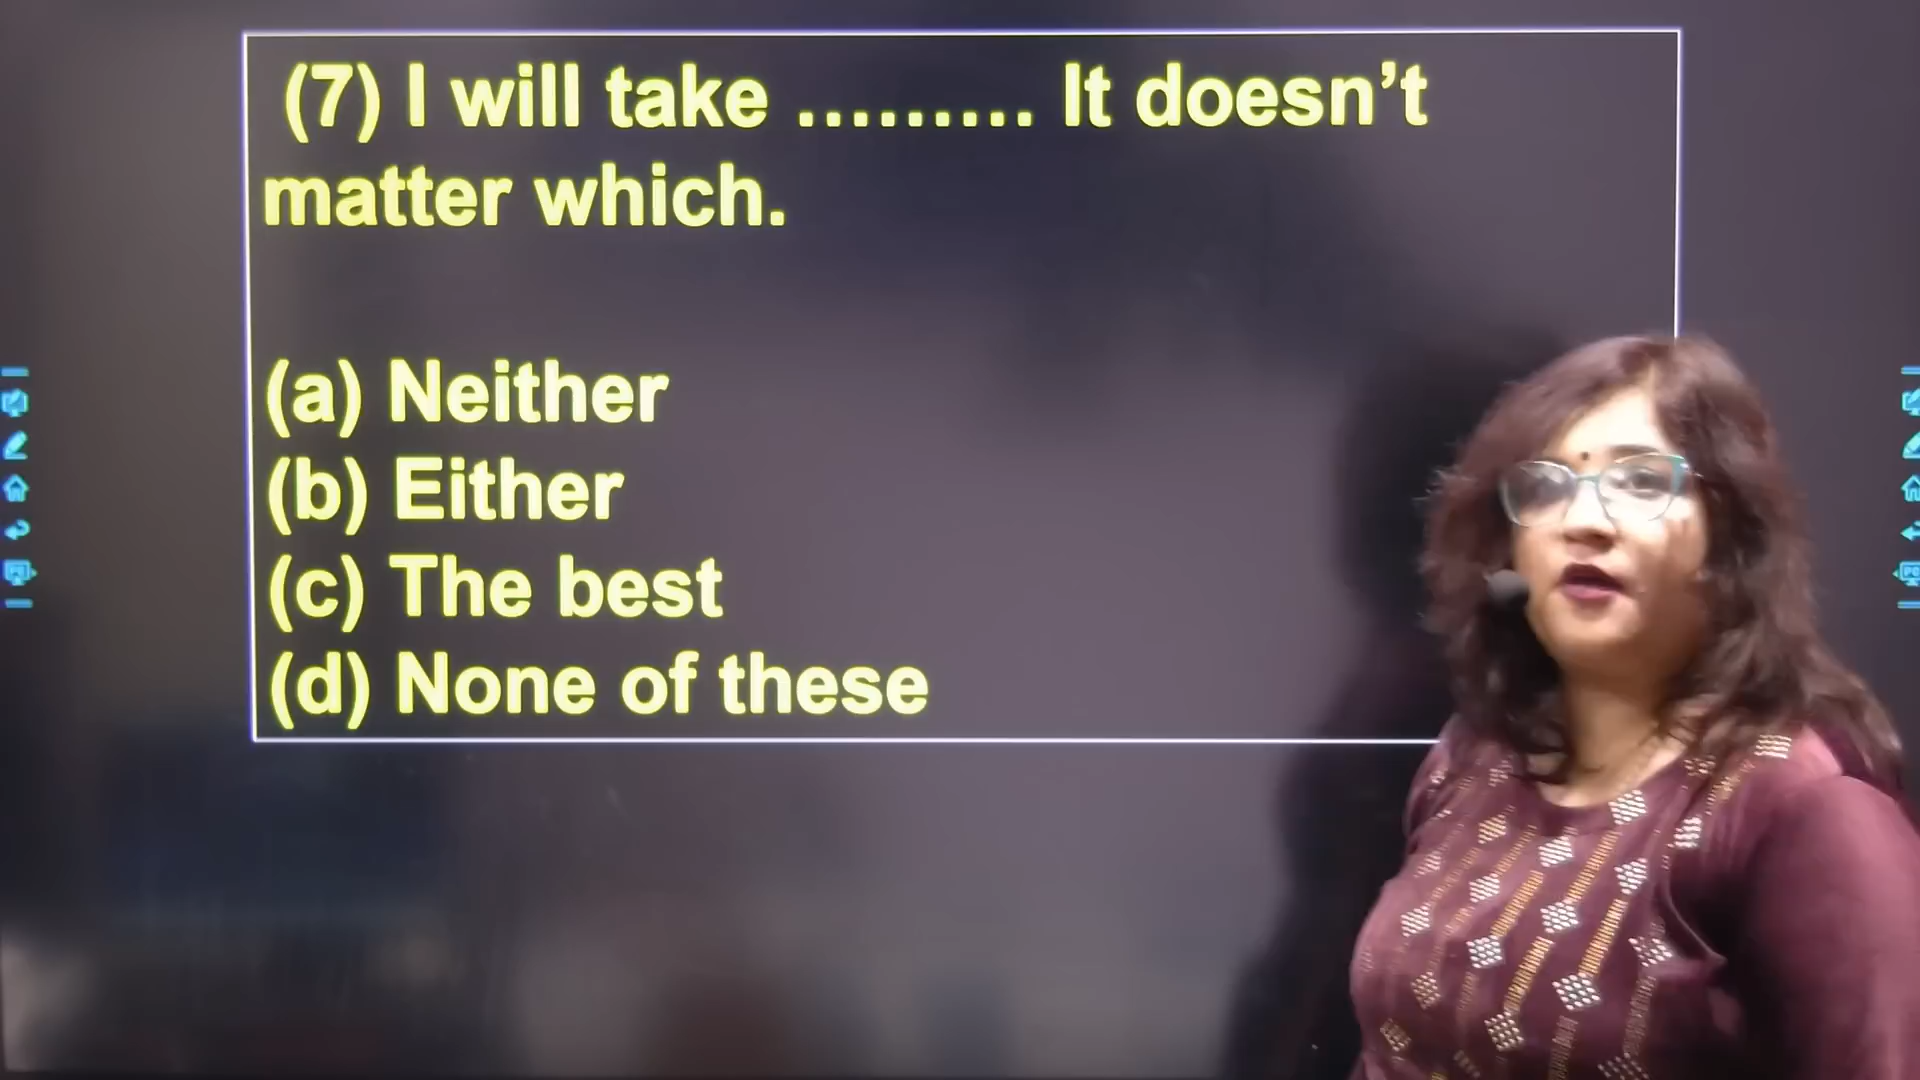 (7) I will take ......... It doesn’t
matter which.
(a) Neither
(b) Either
(c) The best
(d) None of these